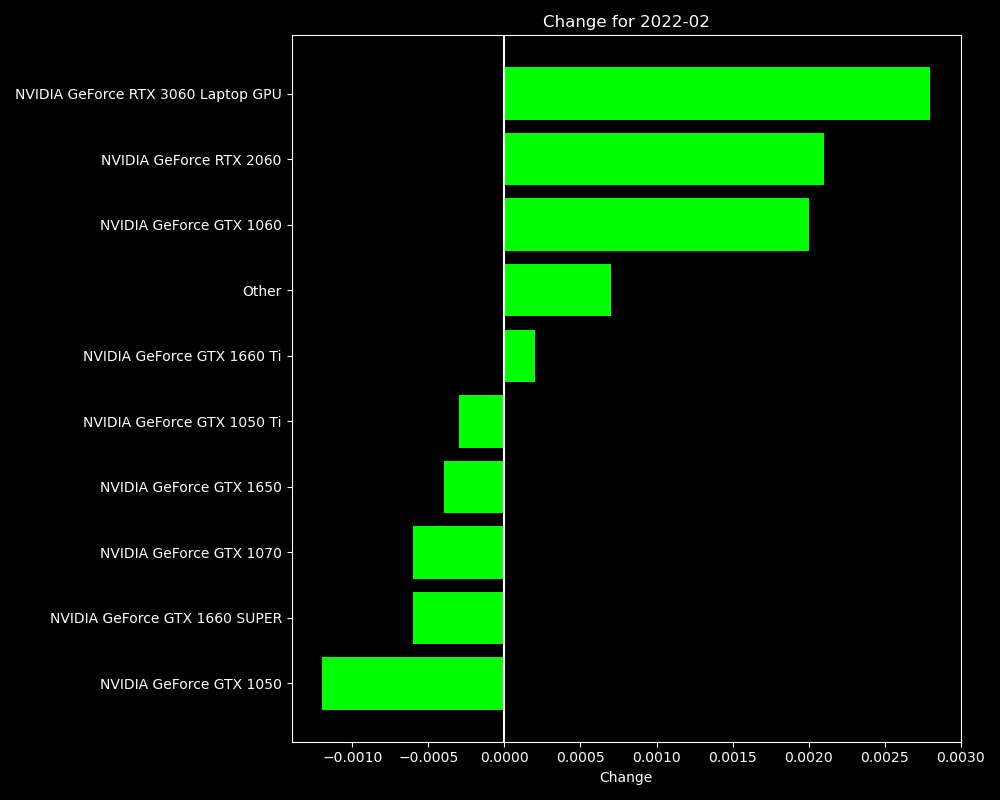 Change for 2022-02
NVIDIA GeForce RTX 3060 Laptop GPU
NVIDIA GeForce RTX 2060
NVIDIA GeForce GTX 1060
Other
NVIDIA GeForce GTX 1660 Ti
NVIDIA GeForce GTX 1050 Ti
NVIDIA GeForce GTX 1650
NVIDIA GeForce GTX 1070
NVIDIA GeForce GTX 1660 SUPER
NVIDIA GeForce GTX 1050
−0.0010 −0.0005 0.0000 0.0005 0.0010 0.0015 0.0020 0.0025 0.0030
Change